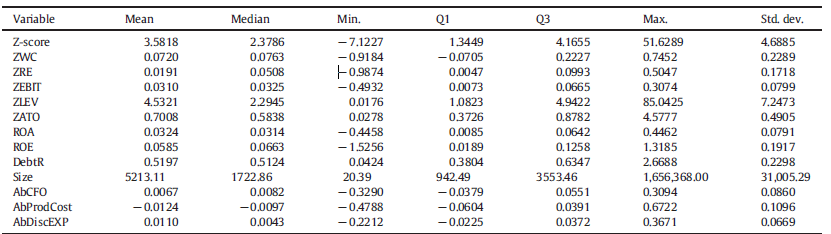 Variable Mean Median Min. Q1 Q3 Max. Std. dev.
Z-score 3.5818 2.3786 −7.1227 1.3449 4.1655 51.6289 4.6885
ZWC 0.0720 0.0763 −0.9184 −0.0705 0.2227 0.7452 0.2289
ZRE 0.0191 0.0508 −0.9874 0.0047 0.0993 0.5047 0.1718
ZEBIT 0.0310 0.0325 −0.4932 0.0073 0.0665 0.3074 0.0799
ZLEV 4.5321 2.2945 0.0176 1.0823 4.9422 85.0425 7.2473
ZATO 0.7008 0.5838 0.0278 0.3726 0.8782 4.5777 0.4905
ROA 0.0324 0.0314 −0.4458 0.0085 0.0642 0.4462 0.0791
ROE 0.0585 0.0663 −1.5256 0.0189 0.1258 1.3185 0.1917
DebtR 0.5197 0.5124 0.0424 0.3804 0.6347 2.6688 0.2298
Size 5213.11 1722.86 20.39 942.49 3553.46 1,656,368.00 31,005.29
AbCFO 0.0067 0.0082 −0.3290 −0.0379 0.0551 0.3094 0.0860
AbProdCost −0.0124 −0.0097 −0.4788 −0.0604 0.0391 0.6722 0.1096
AbDiscEXP 0.0110 0.0043 −0.2212 −0.0225 0.0372 0.3671 0.0669